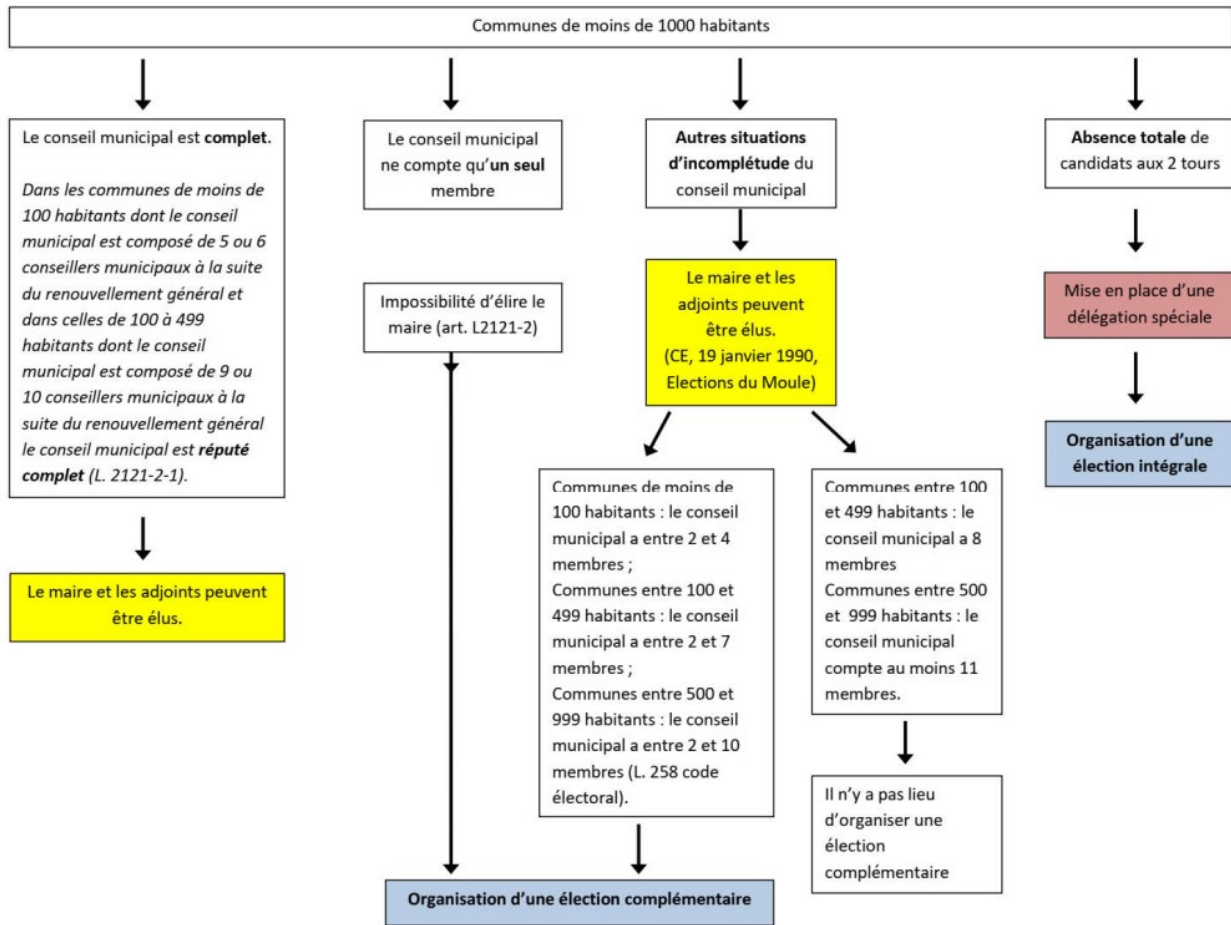 Communes de moins de 1000 habitants
Le conseil municipal est complet.
Dans les communes de moins de
100 habitants dont le conseil
municipal est composé de 5 ou 6
conseillers municipaux à la suite
du renouvellement général et
dans celles de 100 à 499
habitants dont le conseil
municipal est composé de 9 ou
10 conseillers municipaux à la
suite du renouvellement général
le conseil municipal est réputé
complet (L. 2121-2-1).
Le maire et les adjoints peuvent
être élus.
Le conseil municipal
ne compte qu'un seul
membre
Impossibilité d'élire le
maire (art. L2121-2)
Autres situations
d'incomplétude du
conseil municipal
Le maire et les
adjoints peuvent
être élus.
(CE, 19 janvier 1990,
Elections du Moule)
Communes de moins de
100 habitants : le conseil
municipal a entre 2 et 4
membres ;
Communes entre 100 et
499 habitants : le conseil
municipal a entre 2 et 7
membres ;
Communes entre 500 et
999 habitants : le conseil
municipal a entre 2 et 10
membres (L. 258 code
électoral).
Organisation d'une élection complémentaire
Communes entre 100
et 499 habitants : le
conseil municipal a 8
membres
Communes entre 500
et 999 habitants : le
conseil municipal
compte au moins 11
membres.
Il n'y a pas lieu
d'organiser une
élection
complémentaire
Absence totale de
candidats aux 2 tours
Mise en place d'une
délégation spéciale
Organisation d'une
élection intégrale